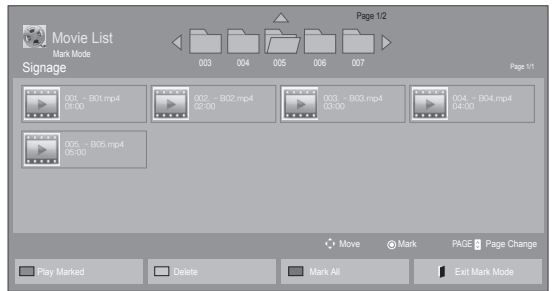 Page 1/2
Movie List
Mark Mode
003 004 005 006 007
Signage
Page 1/1
001. - B01.mp4
01:00
002. - B02.mp4
02:00
003. - B03.mp4
03:00
004. - B04.mp4
04:00
005. - B05.mp4
05:00
Move Mark PAGE Page Change
Play Marked Delete Mark All Exit Mark Mode